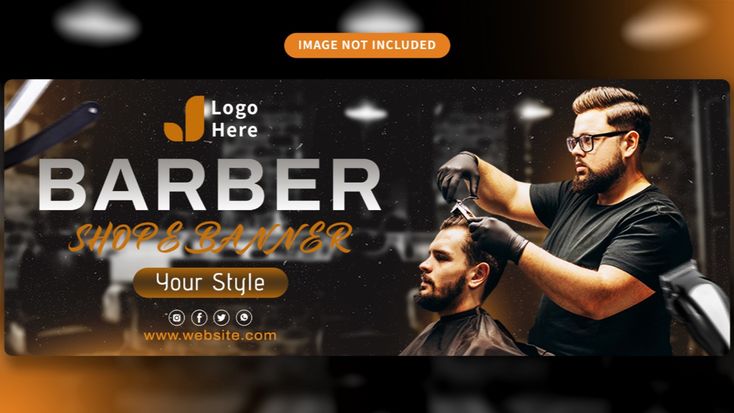 IMAGE NOT INCLUDED
Logo
Here
BARBER
SHOPE BANNER
Your Style
www.website.com